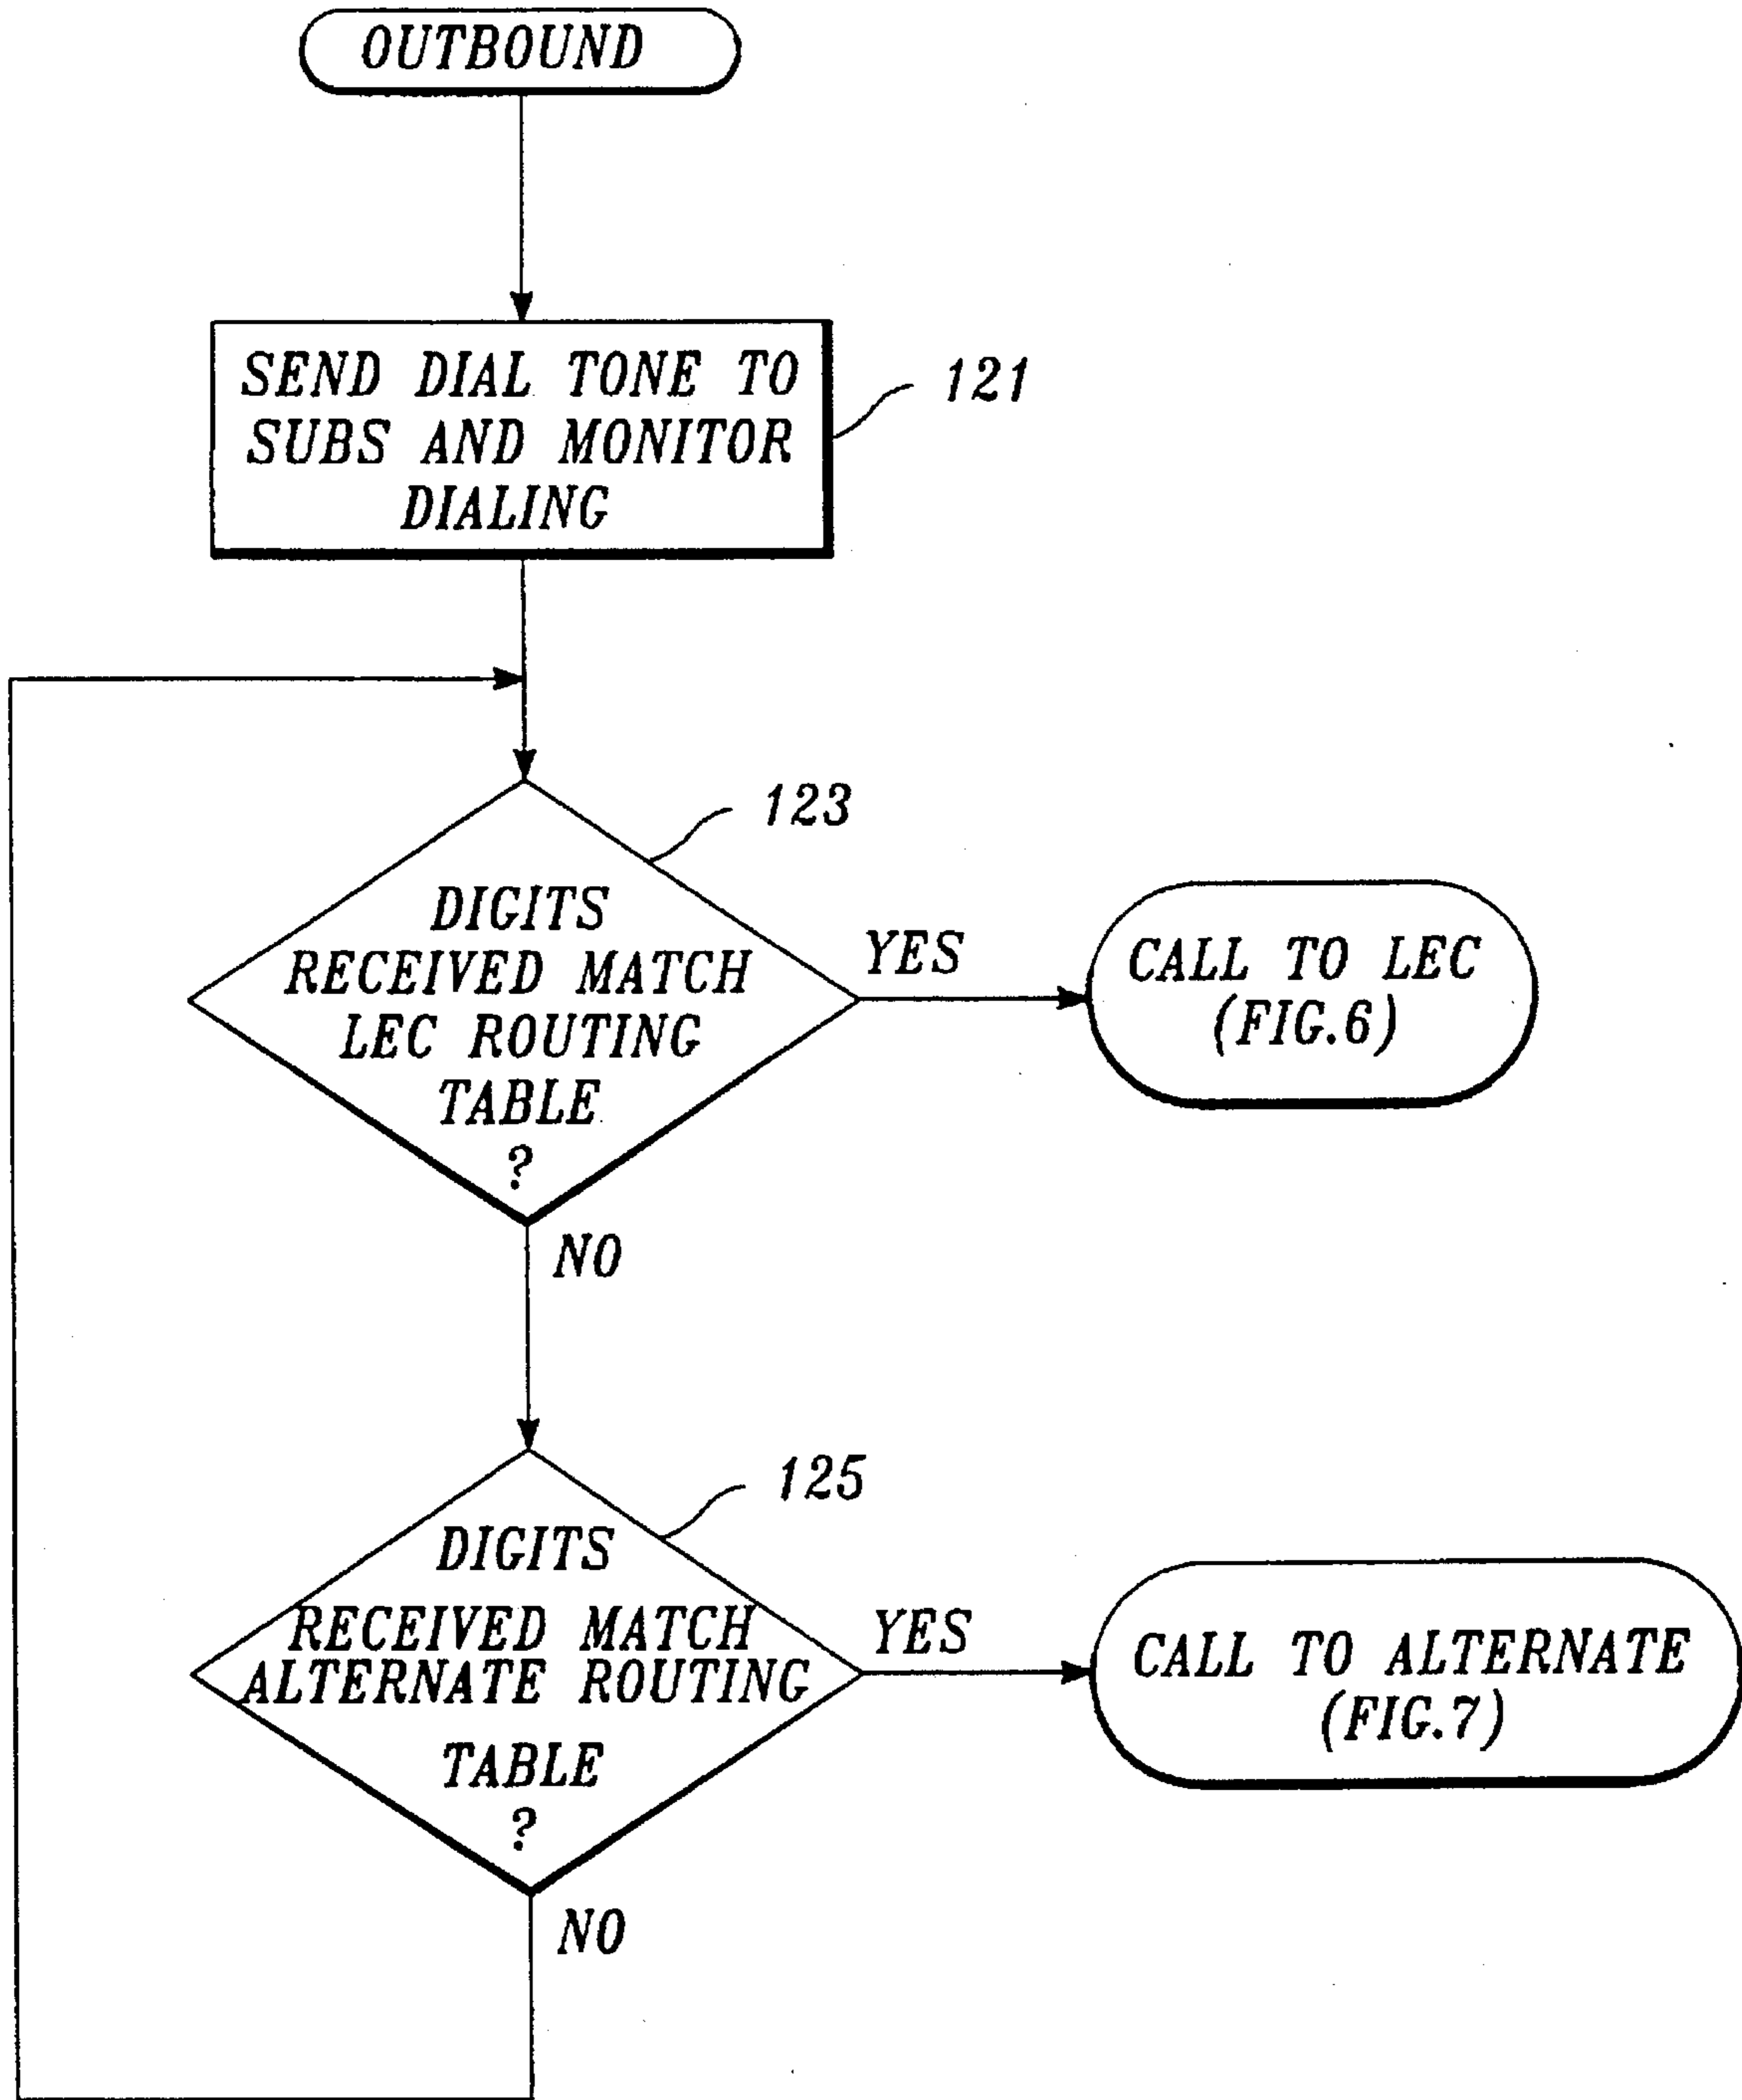 OUTBOUND
SEND DIAL TONE TO
SUBS AND MONITOR
DIALING
121
123
DIGITS
RECEIVED MATCH
LEC ROUTING
TABLE
?
YES
CALL TO LEC
(FIG.6)
NO
125
DIGITS
RECEIVED MATCH
ALTERNATE ROUTING
TABLE
?
YES
CALL TO ALTERNATE
(FIG.7)
NO